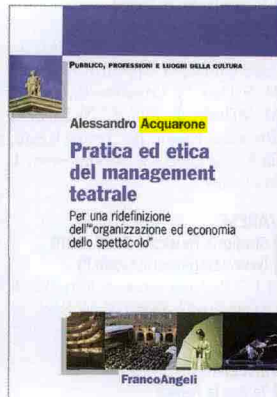 PUBBLICO, PROFESSIONI E LUOGHI DELLA CULTURA
Alessandro Acquarone
Pratica ed etica
del management
teatrale
Per una ridefinizione
dell'"organizzazione ed economia
dello spettacolo"
FrancoAngeli